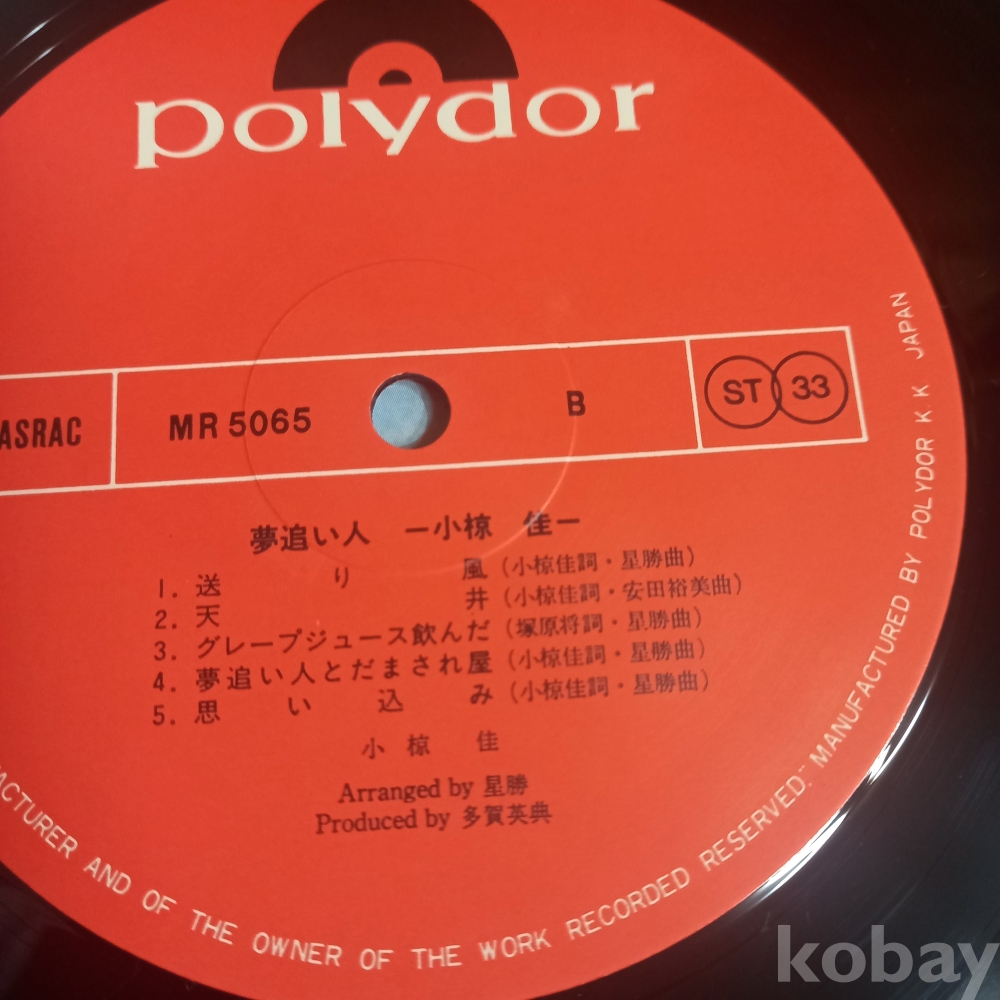 polydor
ASRAC MR 5065 B ST 33
夢追い人 ー小椋 佳ー
1. 送り風 (小椋佳詞・星勝曲)
2. 天井 (小椋佳詞・安田裕美曲)
3. グレープジュース飲んだ (塚原将詞・星勝曲)
4. 夢追い人とだまされ屋 (小椋佳詞・星勝曲)
5. 思い込み (小椋佳詞・星勝曲)
小椋 佳
Arranged by 星勝
Produced by 多賀英典
ACTURER AND OF THE OWNER OF THE WORK RECORDED RESERVED." MANUFACTURED BY POLYDOR K. K. JAPAN
kobay